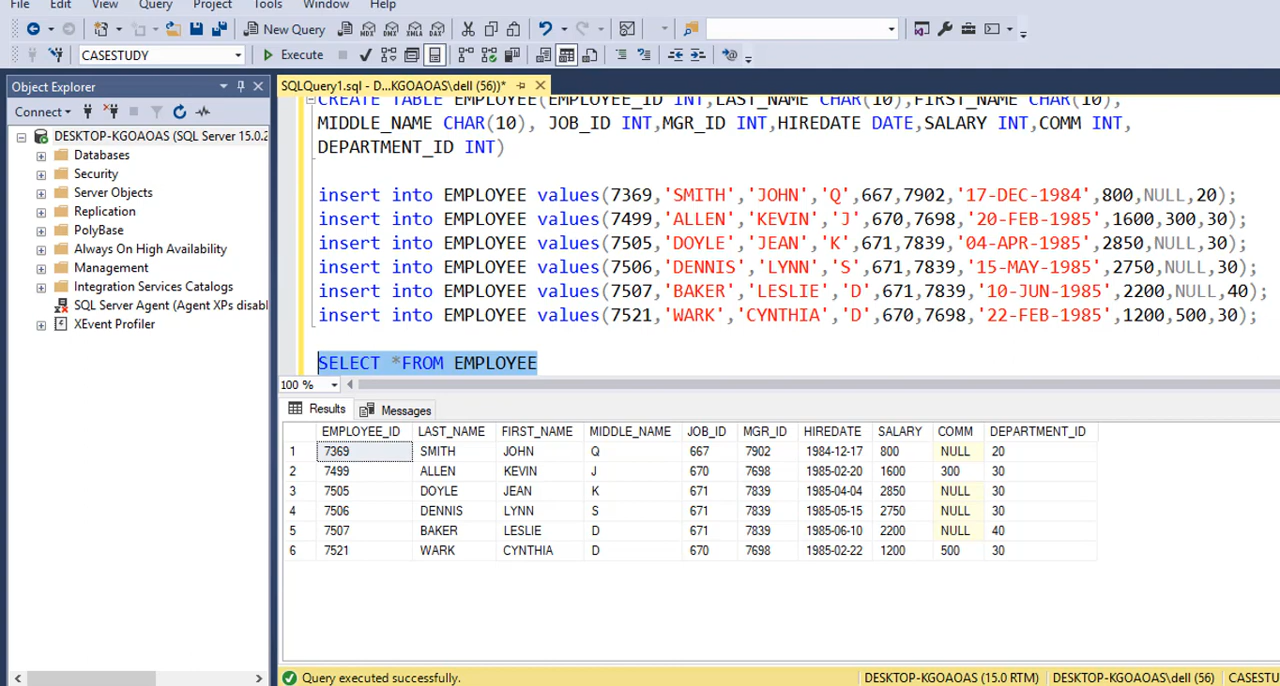 File Edit View Query Project Tools Window Help
New Query MDX DMX XMLA DAX
CASESTUDY Execute
Object Explorer
Connect
DESKTOP-KGOAOAS (SQL Server 15.0.2
Databases
Security
Server Objects
Replication
PolyBase
Always On High Availability
Management
Integration Services Catalogs
SQL Server Agent (Agent XPs disabl
XEvent Profiler
SQLQuery1.sql - D...KGOAOAS\dell (56))*
CREATE TABLE EMPLOYEE(EMPLOYEE_ID INT,LAST_NAME CHAR(10),FIRST_NAME CHAR(10),
MIDDLE_NAME CHAR(10), JOB_ID INT,MGR_ID INT,HIREDATE DATE,SALARY INT,COMM INT,
DEPARTMENT_ID INT)
insert into EMPLOYEE values(7369,'SMITH','JOHN','Q',667,7902,'17-DEC-1984',800,NULL,20);
insert into EMPLOYEE values(7499,'ALLEN','KEVIN','J',670,7698,'20-FEB-1985',1600,300,30);
insert into EMPLOYEE values(7505,'DOYLE','JEAN','K',671,7839,'04-APR-1985',2850,NULL,30);
insert into EMPLOYEE values(7506,'DENNIS','LYNN','S',671,7839,'15-MAY-1985',2750,NULL,30);
insert into EMPLOYEE values(7507,'BAKER','LESLIE','D',671,7839,'10-JUN-1985',2200,NULL,40);
insert into EMPLOYEE values(7521,'WARK','CYNTHIA','D',670,7698,'22-FEB-1985',1200,500,30);
SELECT *FROM EMPLOYEE
100 %
Results Messages
EMPLOYEE_ID LAST_NAME FIRST_NAME MIDDLE_NAME JOB_ID MGR_ID HIREDATE SALARY COMM DEPARTMENT_ID
1 7369 SMITH JOHN Q 667 7902 1984-12-17 800 NULL 20
2 7499 ALLEN KEVIN J 670 7698 1985-02-20 1600 300 30
3 7505 DOYLE JEAN K 671 7839 1985-04-04 2850 NULL 30
4 7506 DENNIS LYNN S 671 7839 1985-05-15 2750 NULL 30
5 7507 BAKER LESLIE D 671 7839 1985-06-10 2200 NULL 40
6 7521 WARK CYNTHIA D 670 7698 1985-02-22 1200 500 30
Query executed successfully. DESKTOP-KGOAOAS (15.0 RTM) DESKTOP-KGOAOAS\dell (56) CASESTU